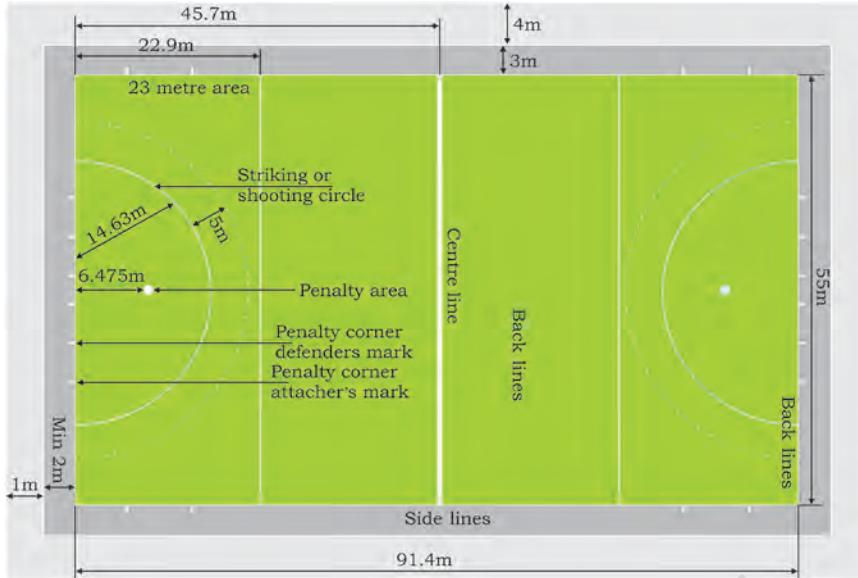 45.7m
4m
22.9m
3m
23 metre area
Striking or
shooting circle
14.63m
5m
6.475m
Penalty area
Centre line
55m
Penalty corner
defenders mark
Penalty corner
attacher's mark
Back lines
Back lines
Min 2m
1m
Side lines
91.4m